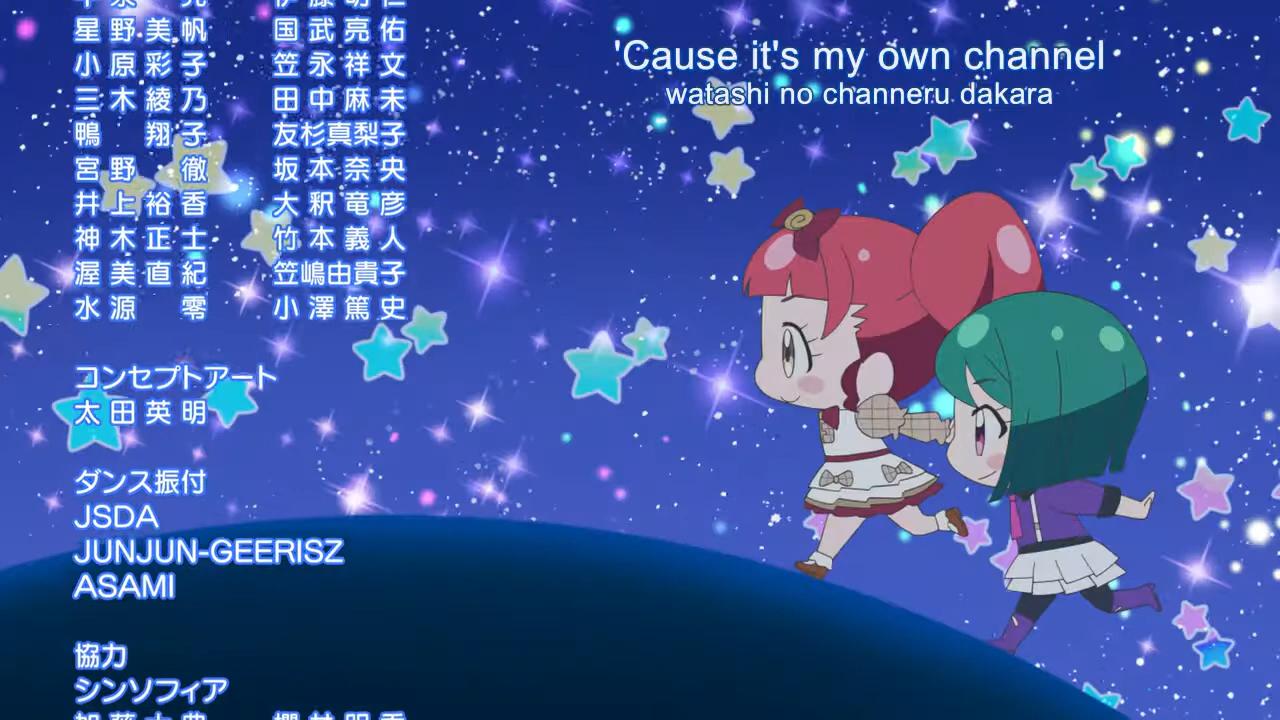 'Cause it's my own channel
watashi no channeru dakara
星野美帆 国武亮佑
小原彩子 笠永祥文
三木綾乃 田中麻未
鴨 翔子 友杉真梨子
宮野 徹 坂本奈央
井上裕香 大釈竜彦
神木正士 竹本義人
渥美直紀 笠嶋由貴子
水源 零 小澤篤史
コンセプトアート
太田英明
ダンス振付
JSDA
JUNJUN-GEERISZ
ASAMI
協力
シンソフィア